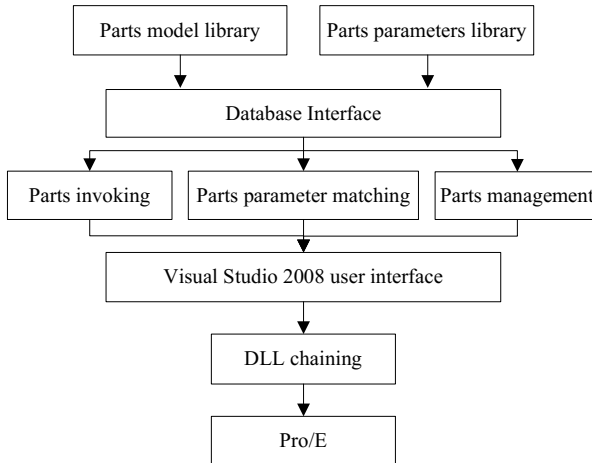 Parts model library
Parts parameters library
Database Interface
Parts invoking
Parts parameter matching
Parts management
Visual Studio 2008 user interface
DLL chaining
Pro/E